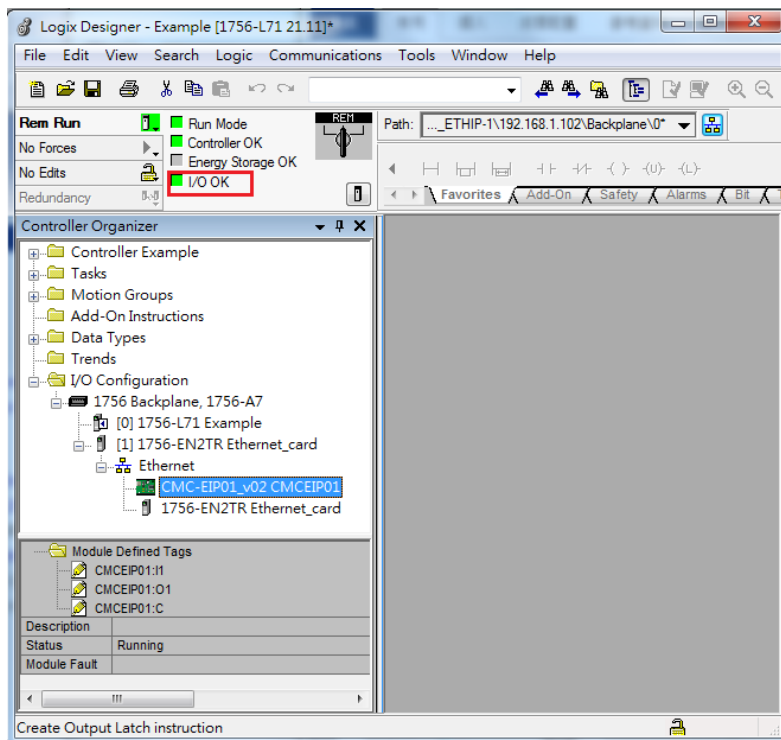 Logix Designer - Example [1756-L71 21.11]*
File Edit View Search Logic Communications Tools Window Help
Rem Run
Run Mode
REM
Path: ..._ETHIP-1\192.168.1.102\Backplane\0*
No Forces
Controller OK
Energy Storage OK
No Edits
I/O OK
Redundancy
Favorites Add-On Safety Alarms Bit
Controller Organizer
Controller Example
Tasks
Motion Groups
Add-On Instructions
Data Types
Trends
I/O Configuration
1756 Backplane, 1756-A7
[0] 1756-L71 Example
[1] 1756-EN2TR Ethernet_card
Ethernet
CMC-EIP01_v02 CMCEIP01
1756-EN2TR Ethernet_card
Module Defined Tags
CMCEIP01:I1
CMCEIP01:O1
CMCEIP01:C
Description
Status Running
Module Fault
Create Output Latch instruction